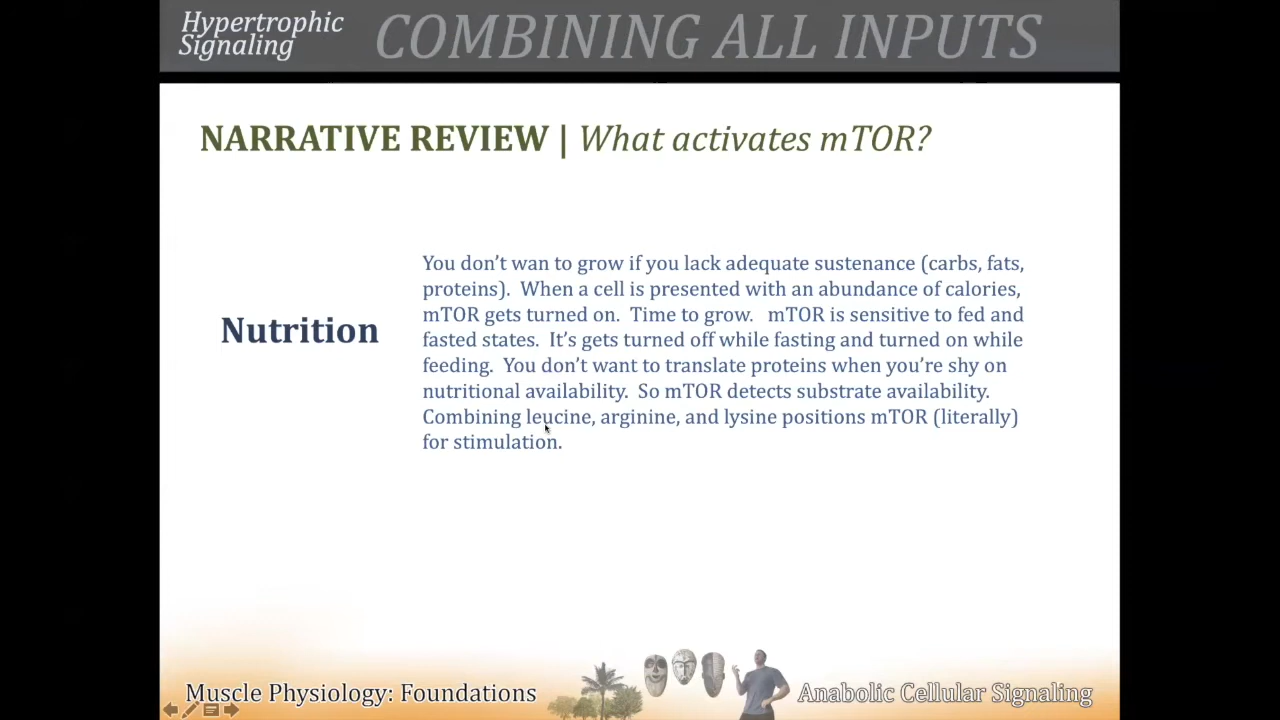 Hypertrophic
Signaling
COMBINING ALL INPUTS
NARRATIVE REVIEW | What activates mTOR?
Nutrition
You don't wan to grow if you lack adequate sustenance (carbs, fats,
proteins).  When a cell is presented with an abundance of calories,
mTOR gets turned on.  Time to grow.   mTOR is sensitive to fed and
fasted states.  It's gets turned off while fasting and turned on while
feeding.  You don't want to translate proteins when you're shy on
nutritional availability.  So mTOR detects substrate availability.
Combining leucine, arginine, and lysine positions mTOR (literally)
for stimulation.
Muscle Physiology: Foundations
Anabolic Cellular Signaling